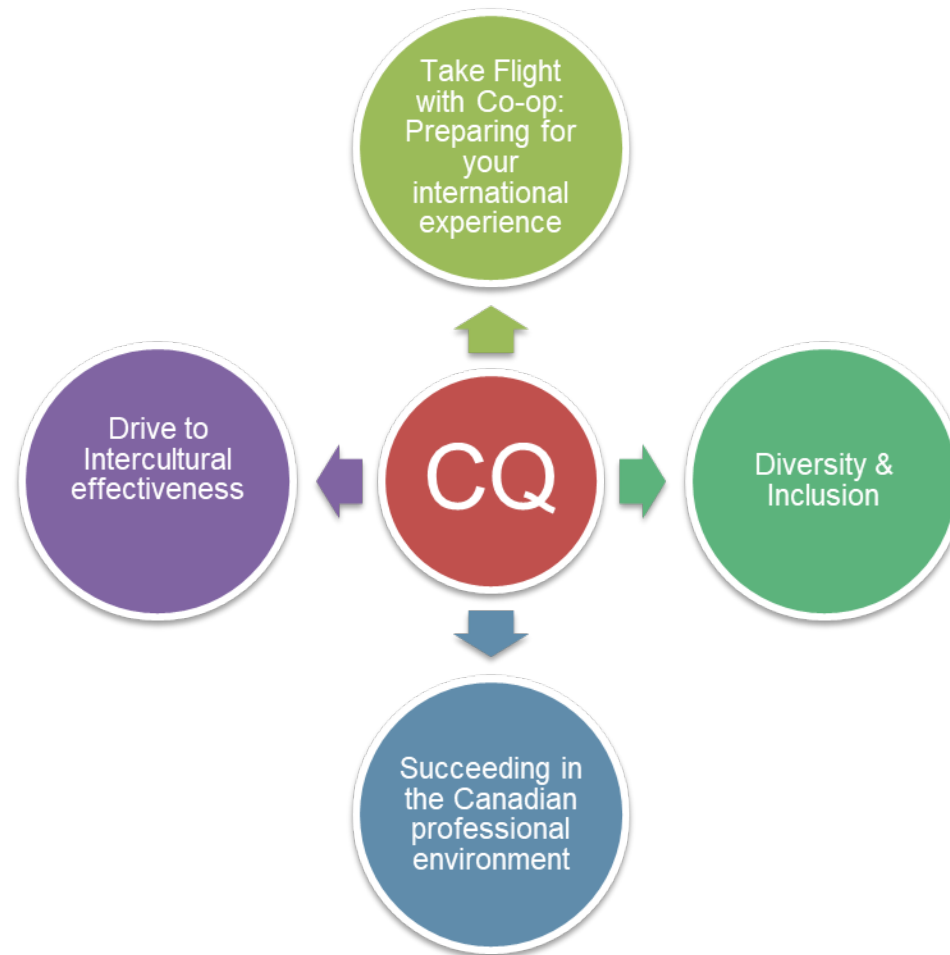 Take Flight
with Co-op:
Preparing for
your
international
experience
Drive to
Intercultural
effectiveness
CQ
Diversity &
Inclusion
Succeeding in
the Canadian
professional
environment